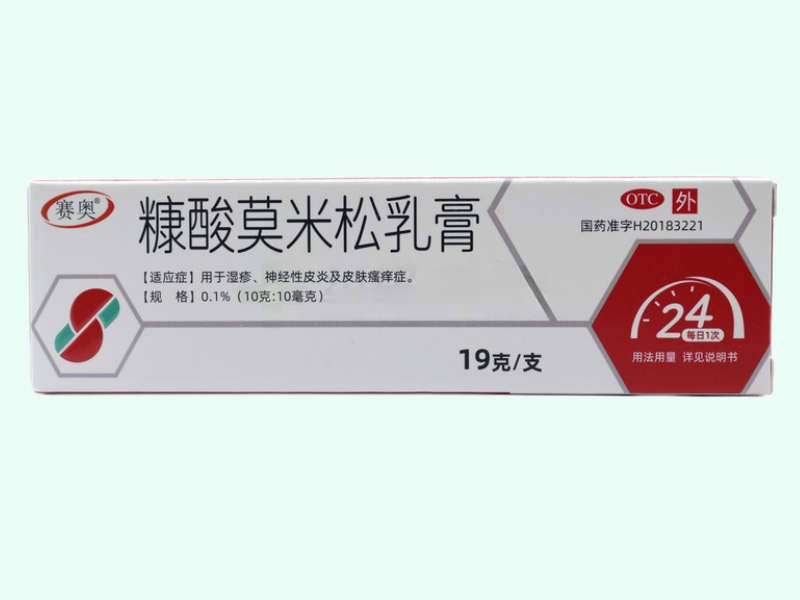 赛奥®
糠酸莫米松乳膏
【适应症】用于湿疹、神经性皮炎及皮肤瘙痒症。
【规 格】0.1%（10克:10毫克）
19克/支
OTC 外
国药准字H20183221
24
每日1次
用法用量 详见说明书